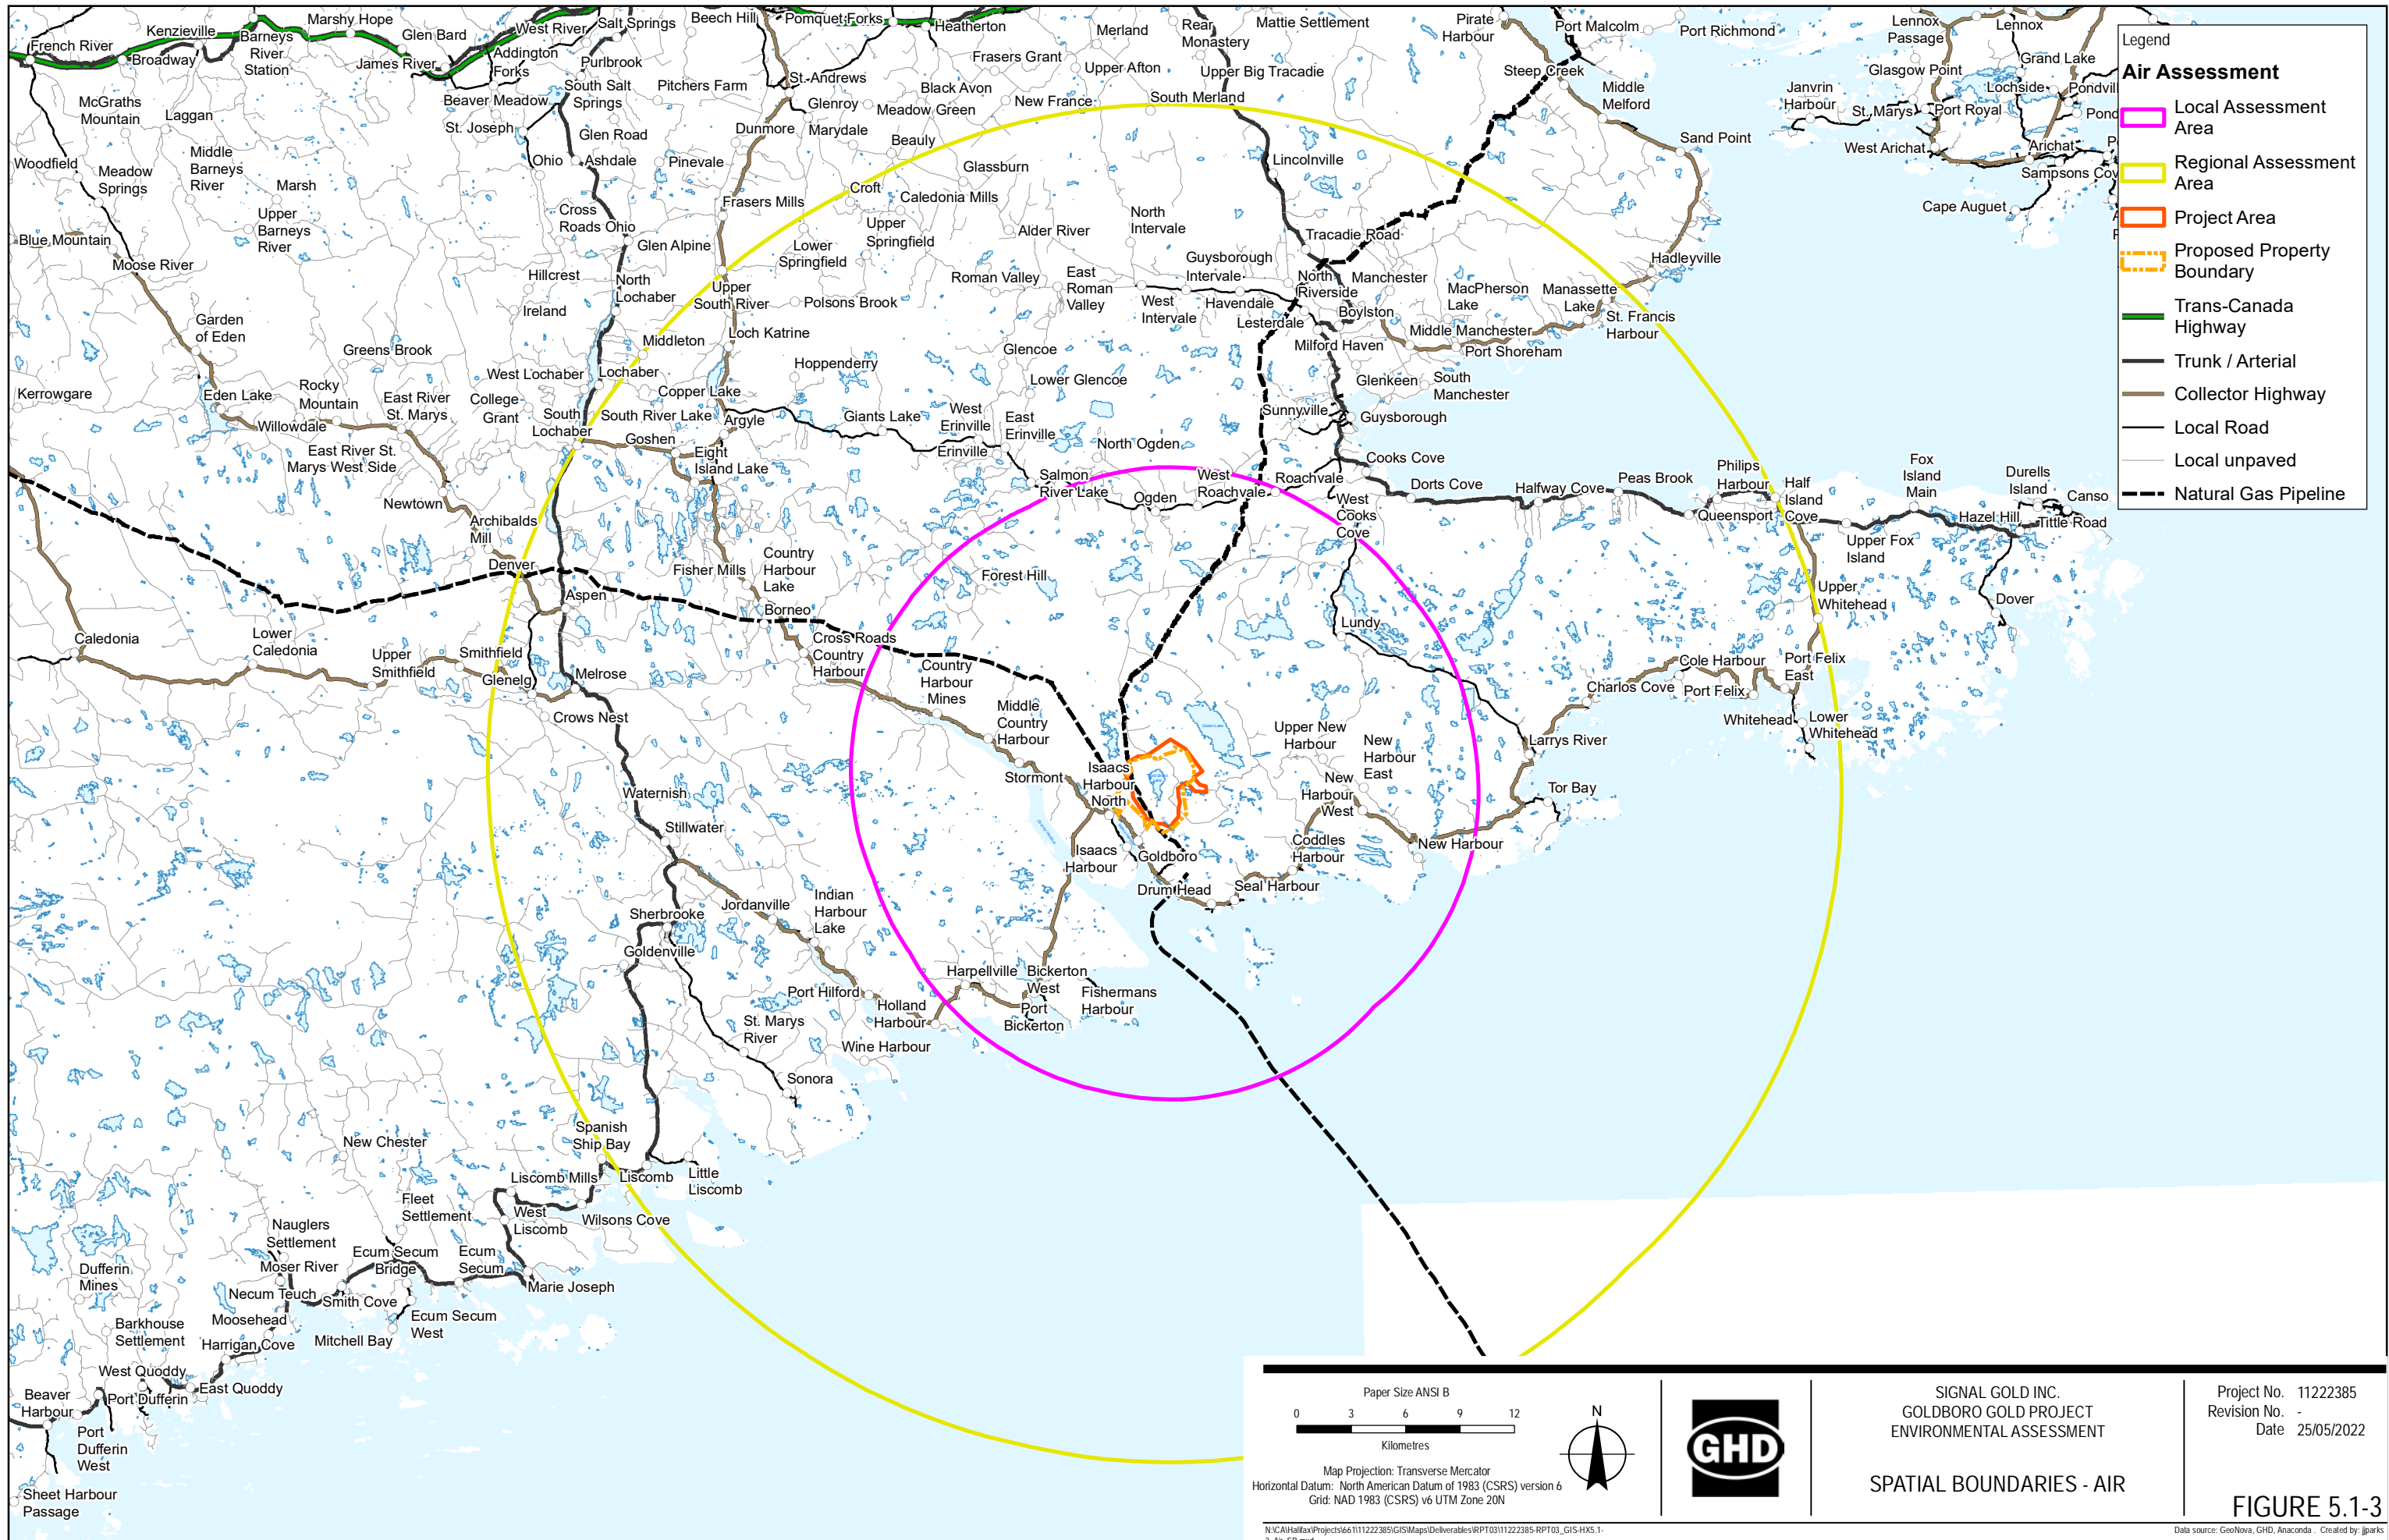 French River
Kenzieville
Broadway
Barneys
River
Station
Marshy Hope
Glen Bard
James River
West River
Addington
Forks
Salt Springs
Purlbrook
Beech Hill
Pomquet Forks
Heatherton
Merland
Rear
Monastery
Mattie Settlement
Pirate
Harbour
Port Malcolm
Port Richmond
Lennox
Passage
Lennox
Grand Lake
Glasgow Point
Lochside
Janvrin
Harbour
St. Marys
Port Royal
West Arichat
Arichat
Cape Auguet
McGraths
Mountain
Laggan
Beaver Meadow
South Salt
Springs
Pitchers Farm
St. Andrews
Glenroy
Black Avon
Meadow Green
Frasers Grant
Upper Afton
New France
Upper Big Tracadie
South Merland
Steep Creek
Middle
Melford
Sand Point
St. Joseph
Glen Road
Dunmore
Marydale
Beauly
Woodfield
Meadow
Springs
Middle
Barneys
River
Marsh
Ohio
Ashdale
Pinevale
Glassburn
Lincolnville
Upper
Barneys
River
Cross
Roads Ohio
Frasers Mills
Croft
Caledonia Mills
Upper
Springfield
Lower
Springfield
Alder River
North
Intervale
Tracadie Road
Hadleyville
Blue Mountain
Moose River
Glen Alpine
Hillcrest
North
Lochaber
Upper
South River
Polsons Brook
Roman Valley
East
Roman
Valley
Guysborough
Intervale
West
Intervale
Havendale
North
Riverside
Manchester
MacPherson
Lake
Manassette
Lake
St. Francis
Harbour
Ireland
Garden
of Eden
Greens Brook
Middleton
Loch Katrine
Lesterdale
Boylston
Middle Manchester
Milford Haven
Port Shoreham
Glencoe
Hoppenderry
Lower Glencoe
Glenkeen
South
Manchester
Kerrowgare
Eden Lake
Rocky
Mountain
East River
St. Marys
West Lochaber
Lochaber
College
Grant
Copper Lake
South
Lochaber
South River Lake
Argyle
Giants Lake
West
Erinville
East
Erinville
Erinville
Sunnyville
Guysborough
Willowdale
East River St.
Marys West Side
Goshen
Eight
Island Lake
North Ogden
Cooks Cove
Newtown
Salmon
River Lake
Ogden
West
Roachvale
Roachvale
West
Cooks
Cove
Dorts Cove
Halfway Cove
Peas Brook
Philips
Harbour
Queensport
Half
Island
Cove
Fox
Island
Main
Upper Fox
Island
Durells
Island
Hazel Hill
Canso
Tittle Road
Archibalds
Mill
Denver
Fisher Mills
Country
Harbour
Lake
Forest Hill
Aspen
Borneo
Upper
Whitehead
Dover
Caledonia
Lower
Caledonia
Upper
Smithfield
Smithfield
Glenelg
Melrose
Crows Nest
Cross Roads
Country
Harbour
Country
Harbour
Mines
Middle
Country
Harbour
Lundy
Cole Harbour
Charlos Cove
Port Felix
Port Felix
East
Whitehead
Lower
Whitehead
Larrys River
Upper New
Harbour
New
Harbour
East
New
Harbour
West
Tor Bay
Stormont
Isaacs
Harbour
North
Waternish
Stillwater
Isaacs
Harbour
Goldboro
Coddles
Harbour
New Harbour
Drum Head
Seal Harbour
Jordanville
Indian
Harbour
Lake
Sherbrooke
Goldenville
Port Hilford
Holland
Harbour
Harpellville
Bickerton
West
Port
Bickerton
Fishermans
Harbour
St. Marys
River
Wine Harbour
Sonora
New Chester
Spanish
Ship Bay
Liscomb Mills
Liscomb
Little
Liscomb
Fleet
Settlement
West
Liscomb
Wilsons Cove
Nauglers
Settlement
Dufferin
Mines
Moser River
Ecum Secum
Bridge
Ecum
Secum
Marie Joseph
Necum Teuch
Smith Cove
Ecum Secum
West
Barkhouse
Settlement
Moosehead
Mitchell Bay
Harrigan Cove
West Quoddy
East Quoddy
Beaver
Harbour
Port Dufferin
Port
Dufferin
West
Sheet Harbour
Passage
Legend
Air Assessment
Local Assessment
Area
Regional Assessment
Area
Project Area
Proposed Property
Boundary
Trans-Canada
Highway
Trunk / Arterial
Collector Highway
Local Road
Local unpaved
Natural Gas Pipeline
Paper Size ANSI B
0 3 6 9 12
Kilometres
Map Projection: Transverse Mercator
Horizontal Datum: North American Datum of 1983 (CSRS) version 6
Grid: NAD 1983 (CSRS) v6 UTM Zone 20N
N
GHD
SIGNAL GOLD INC.
GOLDBORO GOLD PROJECT
ENVIRONMENTAL ASSESSMENT
SPATIAL BOUNDARIES - AIR
Project No. 11222385
Revision No. -
Date 25/05/2022
FIGURE 5.1-3
N:\CA\Halifax\Projects\661\11222385\GIS\Maps\Deliverables\RPT03\11222385-RPT03_GIS-HX5.1-
Data source: GeoNova, GHD, Anaconda . Created by: jjparks